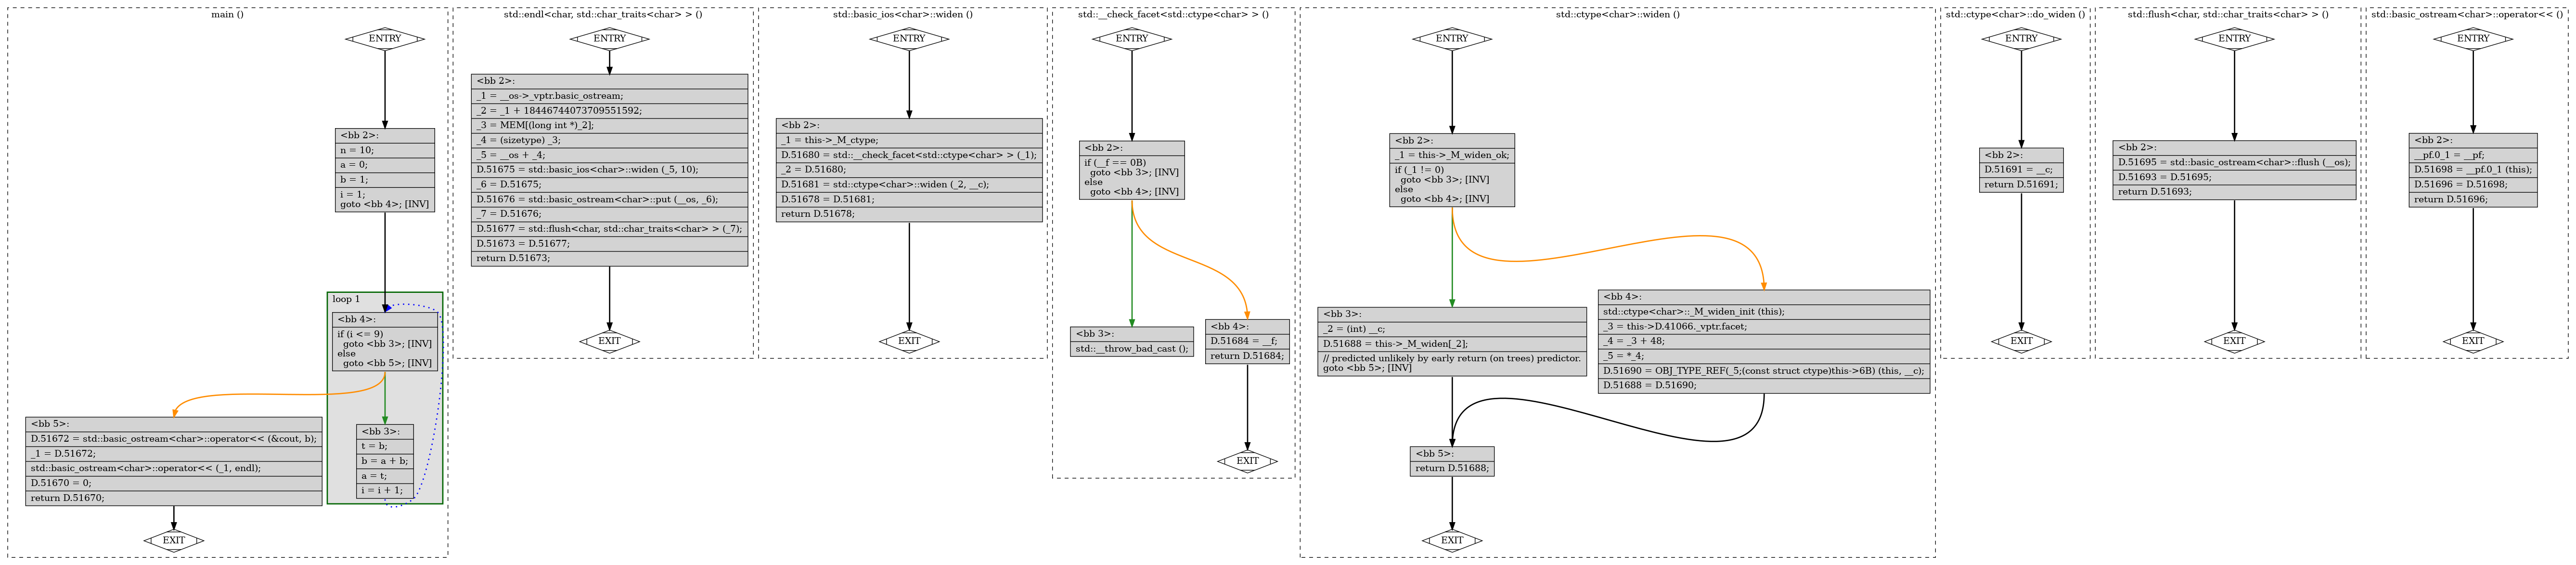 main ()
ENTRY
<bb 2>:
n = 10;
a = 0;
b = 1;
i = 1;
goto <bb 4>; [INV]
loop 1
<bb 4>:
if (i <= 9)
goto <bb 3>; [INV]
else
goto <bb 5>; [INV]
<bb 5>:
D.51672 = std::basic_ostream<char>::operator<< (&cout, b);
_1 = D.51672;
std::basic_ostream<char>::operator<< (_1, endl);
D.51670 = 0;
return D.51670;
<bb 3>:
t = b;
b = a + b;
a = t;
i = i + 1;
EXIT
std::endl<char, std::char_traits<char> > ()
ENTRY
<bb 2>:
_1 = __os->_vptr.basic_ostream;
_2 = _1 + 18446744073709551592;
_3 = MEM[(long int *)_2];
_4 = (sizetype) _3;
_5 = __os + _4;
D.51675 = std::basic_ios<char>::widen (_5, 10);
_6 = D.51675;
D.51676 = std::basic_ostream<char>::put (__os, _6);
_7 = D.51676;
D.51677 = std::flush<char, std::char_traits<char> > (_7);
D.51673 = D.51677;
return D.51673;
EXIT
std::basic_ios<char>::widen ()
ENTRY
<bb 2>:
_1 = this->_M_ctype;
D.51680 = std::__check_facet<std::ctype<char> > (_1);
_2 = D.51680;
D.51681 = std::ctype<char>::widen (_2, __c);
D.51678 = D.51681;
return D.51678;
EXIT
std::__check_facet<std::ctype<char> > ()
ENTRY
<bb 2>:
if (__f == 0B)
goto <bb 3>; [INV]
else
goto <bb 4>; [INV]
<bb 3>:
std::__throw_bad_cast ();
<bb 4>:
D.51684 = __f;
return D.51684;
EXIT
std::ctype<char>::widen ()
ENTRY
<bb 2>:
_1 = this->_M_widen_ok;
if (_1 != 0)
goto <bb 3>; [INV]
else
goto <bb 4>; [INV]
<bb 3>:
_2 = (int) __c;
D.51688 = this->_M_widen[_2];
// predicted unlikely by early return (on trees) predictor.
goto <bb 5>; [INV]
<bb 4>:
std::ctype<char>::_M_widen_init (this);
_3 = this->D.41066._vptr.facet;
_4 = _3 + 48;
_5 = *_4;
D.51690 = OBJ_TYPE_REF(_5;(const struct ctype)this->6B) (this, __c);
D.51688 = D.51690;
<bb 5>:
return D.51688;
EXIT
std::ctype<char>::do_widen ()
ENTRY
<bb 2>:
D.51691 = __c;
return D.51691;
EXIT
std::flush<char, std::char_traits<char> > ()
ENTRY
<bb 2>:
D.51695 = std::basic_ostream<char>::flush (__os);
D.51693 = D.51695;
return D.51693;
EXIT
std::basic_ostream<char>::operator<< ()
ENTRY
<bb 2>:
__pf.0_1 = __pf;
D.51698 = __pf.0_1 (this);
D.51696 = D.51698;
return D.51696;
EXIT